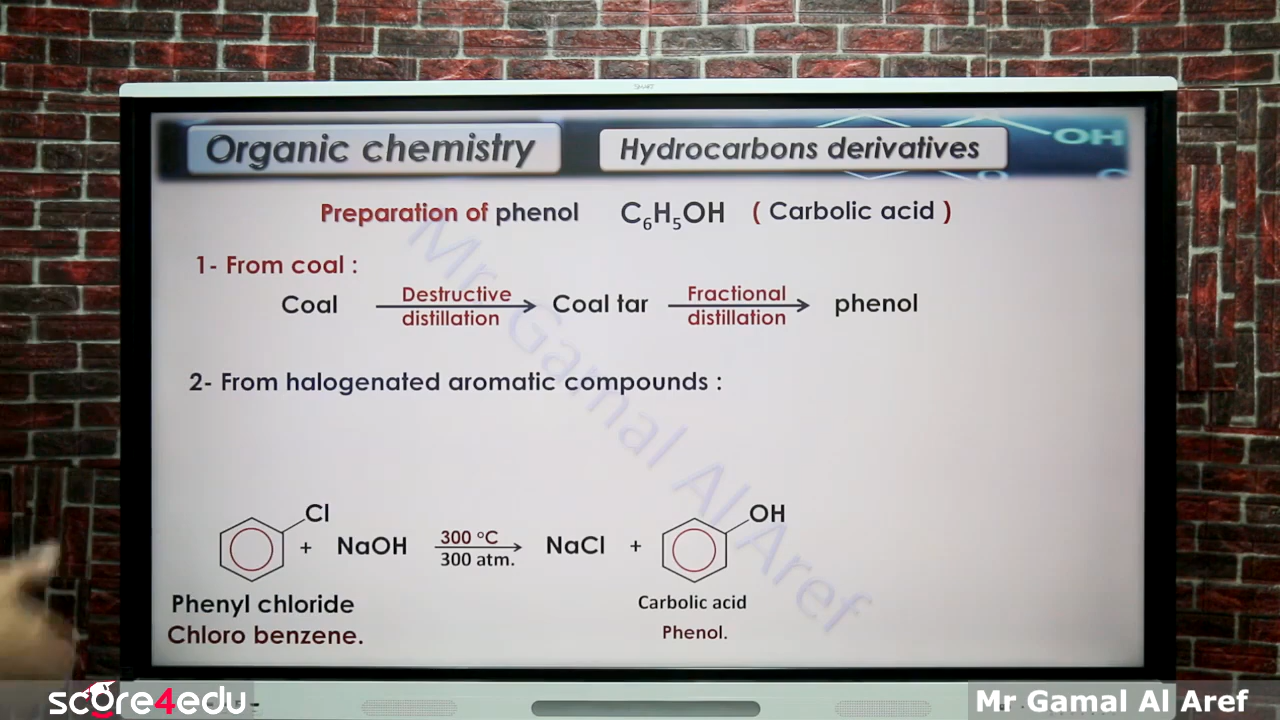 SMART
Organic chemistry
Hydrocarbons derivatives
OH
Preparation of phenol C₆H₅OH ( Carbolic acid )
1- From coal :
Coal Destructive distillation Coal tar Fractional distillation phenol
2- From halogenated aromatic compounds :
Cl
+ NaOH 300 °C 300 atm. NaCl +
OH
Phenyl chloride
Chloro benzene.
Carbolic acid
Phenol.
Mr Gamal Al Aref
score4edu
Mr Gamal Al Aref